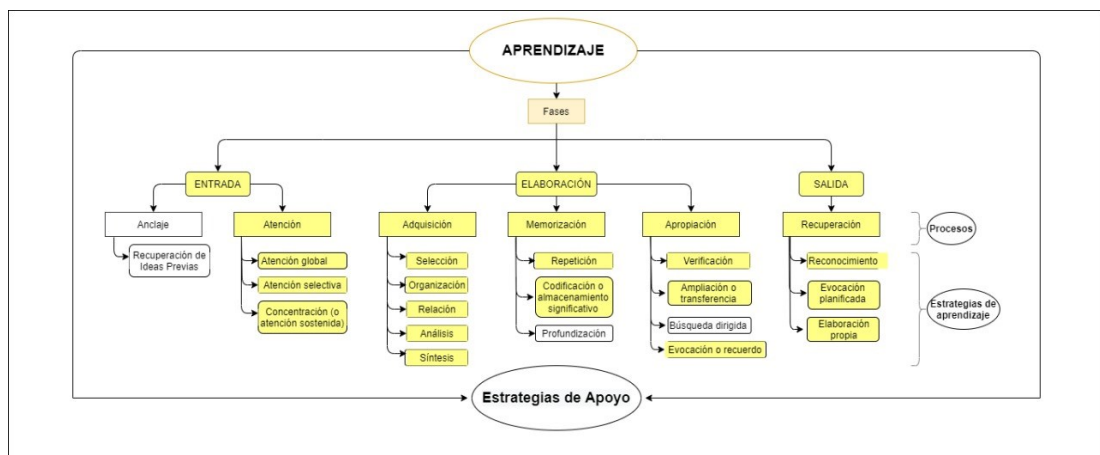 APRENDIZAJE
Fases
ENTRADA
ELABORACIÓN
SALIDA
Anclaje
Atención
Adquisición
Memorización
Apropiación
Recuperación
Procesos
Recuperación de
Ideas Previas
Atención global
Atención selectiva
Concentración (o
atención sostenida)
Selección
Organización
Relación
Análisis
Síntesis
Repetición
Codificación o
almacenamiento
significativo
Profundización
Verificación
Ampliación o
transferencia
Búsqueda dirigida
Evocación o recuerdo
Reconocimiento
Evocación
planificada
Elaboración
propia
Estrategias de
aprendizaje
Estrategias de Apoyo